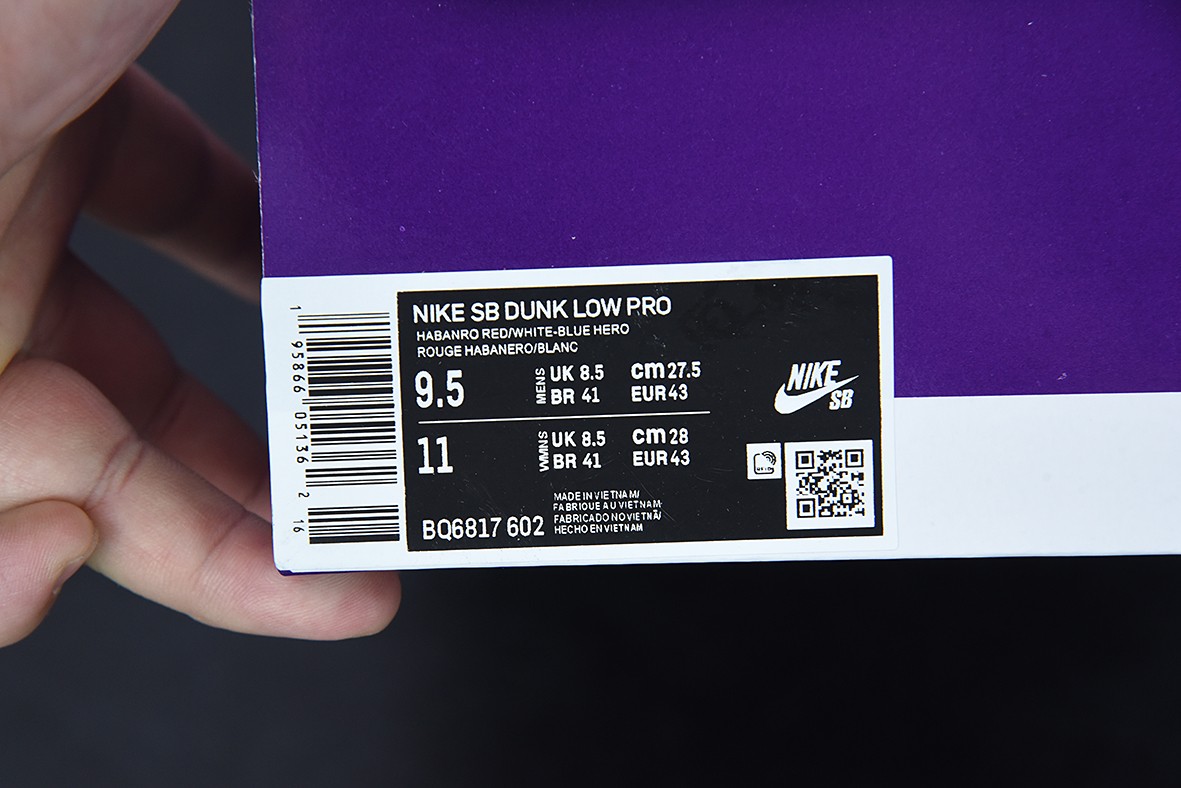 NIKE SB DUNK LOW PRO
HABANRO RED/WHITE-BLUE HERO
ROUGE HABANERO/BLANC
9.5
MENS
UK 8.5 cm 27.5
BR 41 EUR 43
11
WMNS
UK 8.5 cm 28
BR 41 EUR 43
BQ6817 602
MADE IN VIETNAM/
FABRIQUE AU VIETNAM
FABRICADO NO VIETNÃ/
HECHO EN VIETNAM
NIKE
SB
1 95866 05136 2 16